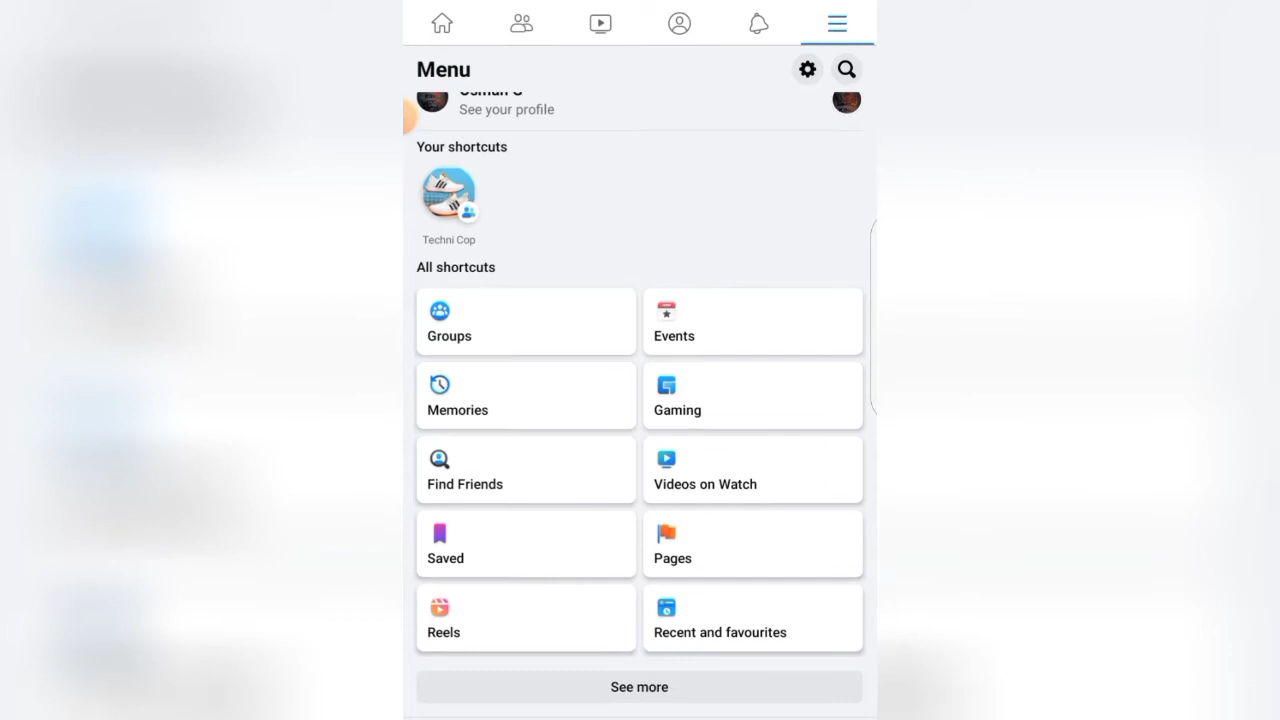 Menu
See your profile
Your shortcuts
Techni Cop
All shortcuts
Groups
Events
Memories
Gaming
Find Friends
Videos on Watch
Saved
Pages
Reels
Recent and favourites
See more